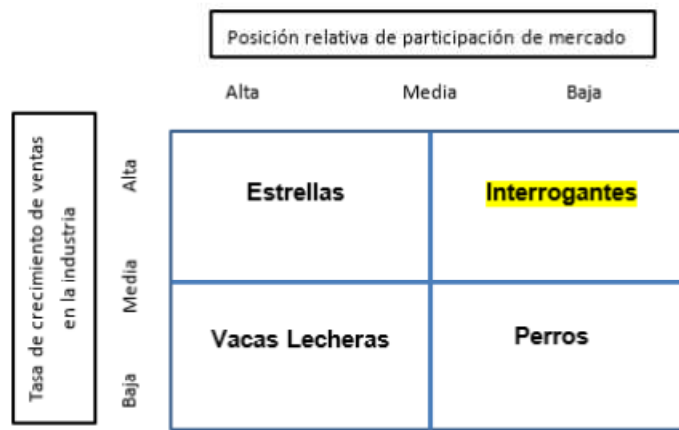 Posición relativa de participación de mercado
Alta Media Baja
Tasa de crecimiento de ventas
en la industria
Alta
Estrellas Interrogantes
Media
Vacas Lecheras Perros
Baja